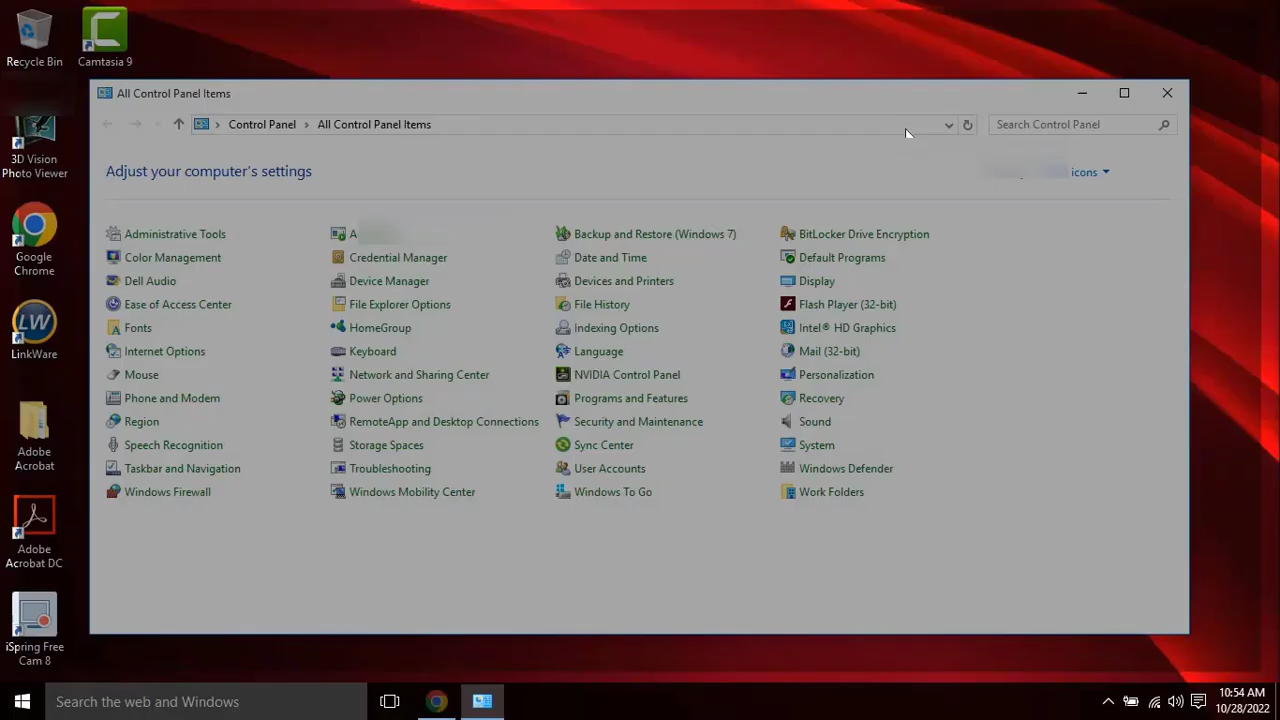 Recycle Bin
Camtasia 9
3D Vision
Photo Viewer
Google
Chrome
LinkWare
Adobe
Acrobat
Adobe
Acrobat DC
iSpring Free
Cam 8
All Control Panel Items
Control Panel
All Control Panel Items
Search Control Panel
Adjust your computer's settings
icons
Administrative Tools
A
Backup and Restore (Windows 7)
BitLocker Drive Encryption
Color Management
Credential Manager
Date and Time
Default Programs
Dell Audio
Device Manager
Devices and Printers
Display
Ease of Access Center
File Explorer Options
File History
Flash Player (32-bit)
Fonts
HomeGroup
Indexing Options
Intel® HD Graphics
Internet Options
Keyboard
Language
Mail (32-bit)
Mouse
Network and Sharing Center
NVIDIA Control Panel
Personalization
Phone and Modem
Power Options
Programs and Features
Recovery
Region
RemoteApp and Desktop Connections
Security and Maintenance
Sound
Speech Recognition
Storage Spaces
Sync Center
System
Taskbar and Navigation
Troubleshooting
User Accounts
Windows Defender
Windows Firewall
Windows Mobility Center
Windows To Go
Work Folders
Search the web and Windows
10:54 AM
10/28/2022